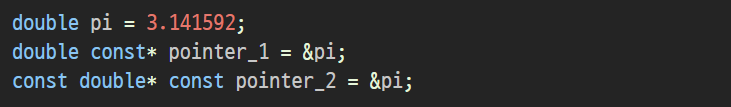 double pi = 3.141592;
double const* pointer_1 = &pi;
const double* const pointer_2 = &pi;